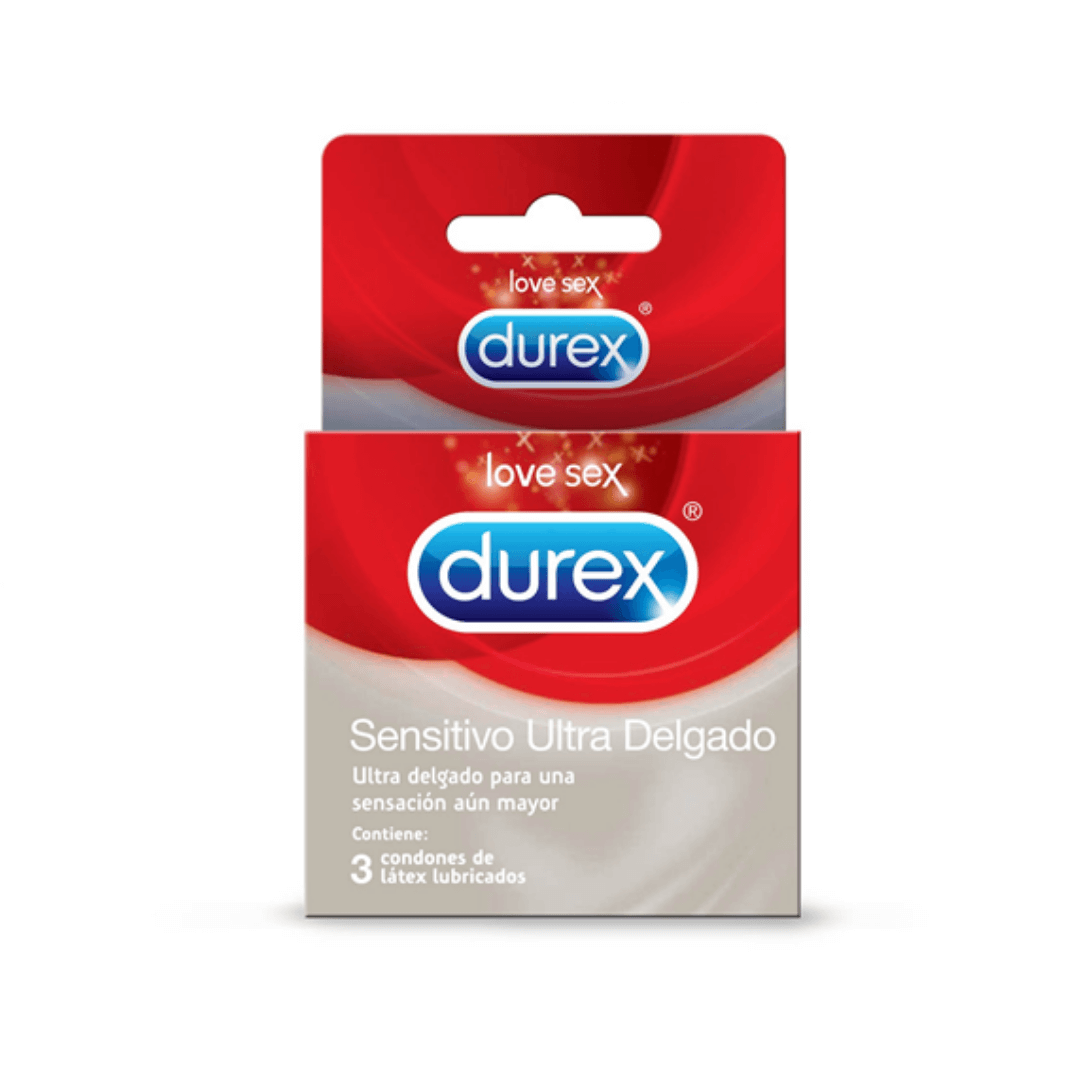 love sex
durex®
love sex
durex®
Sensitivo Ultra Delgado
Ultra delgado para una
sensación aún mayor
Contiene:
3 condones de
látex lubricados